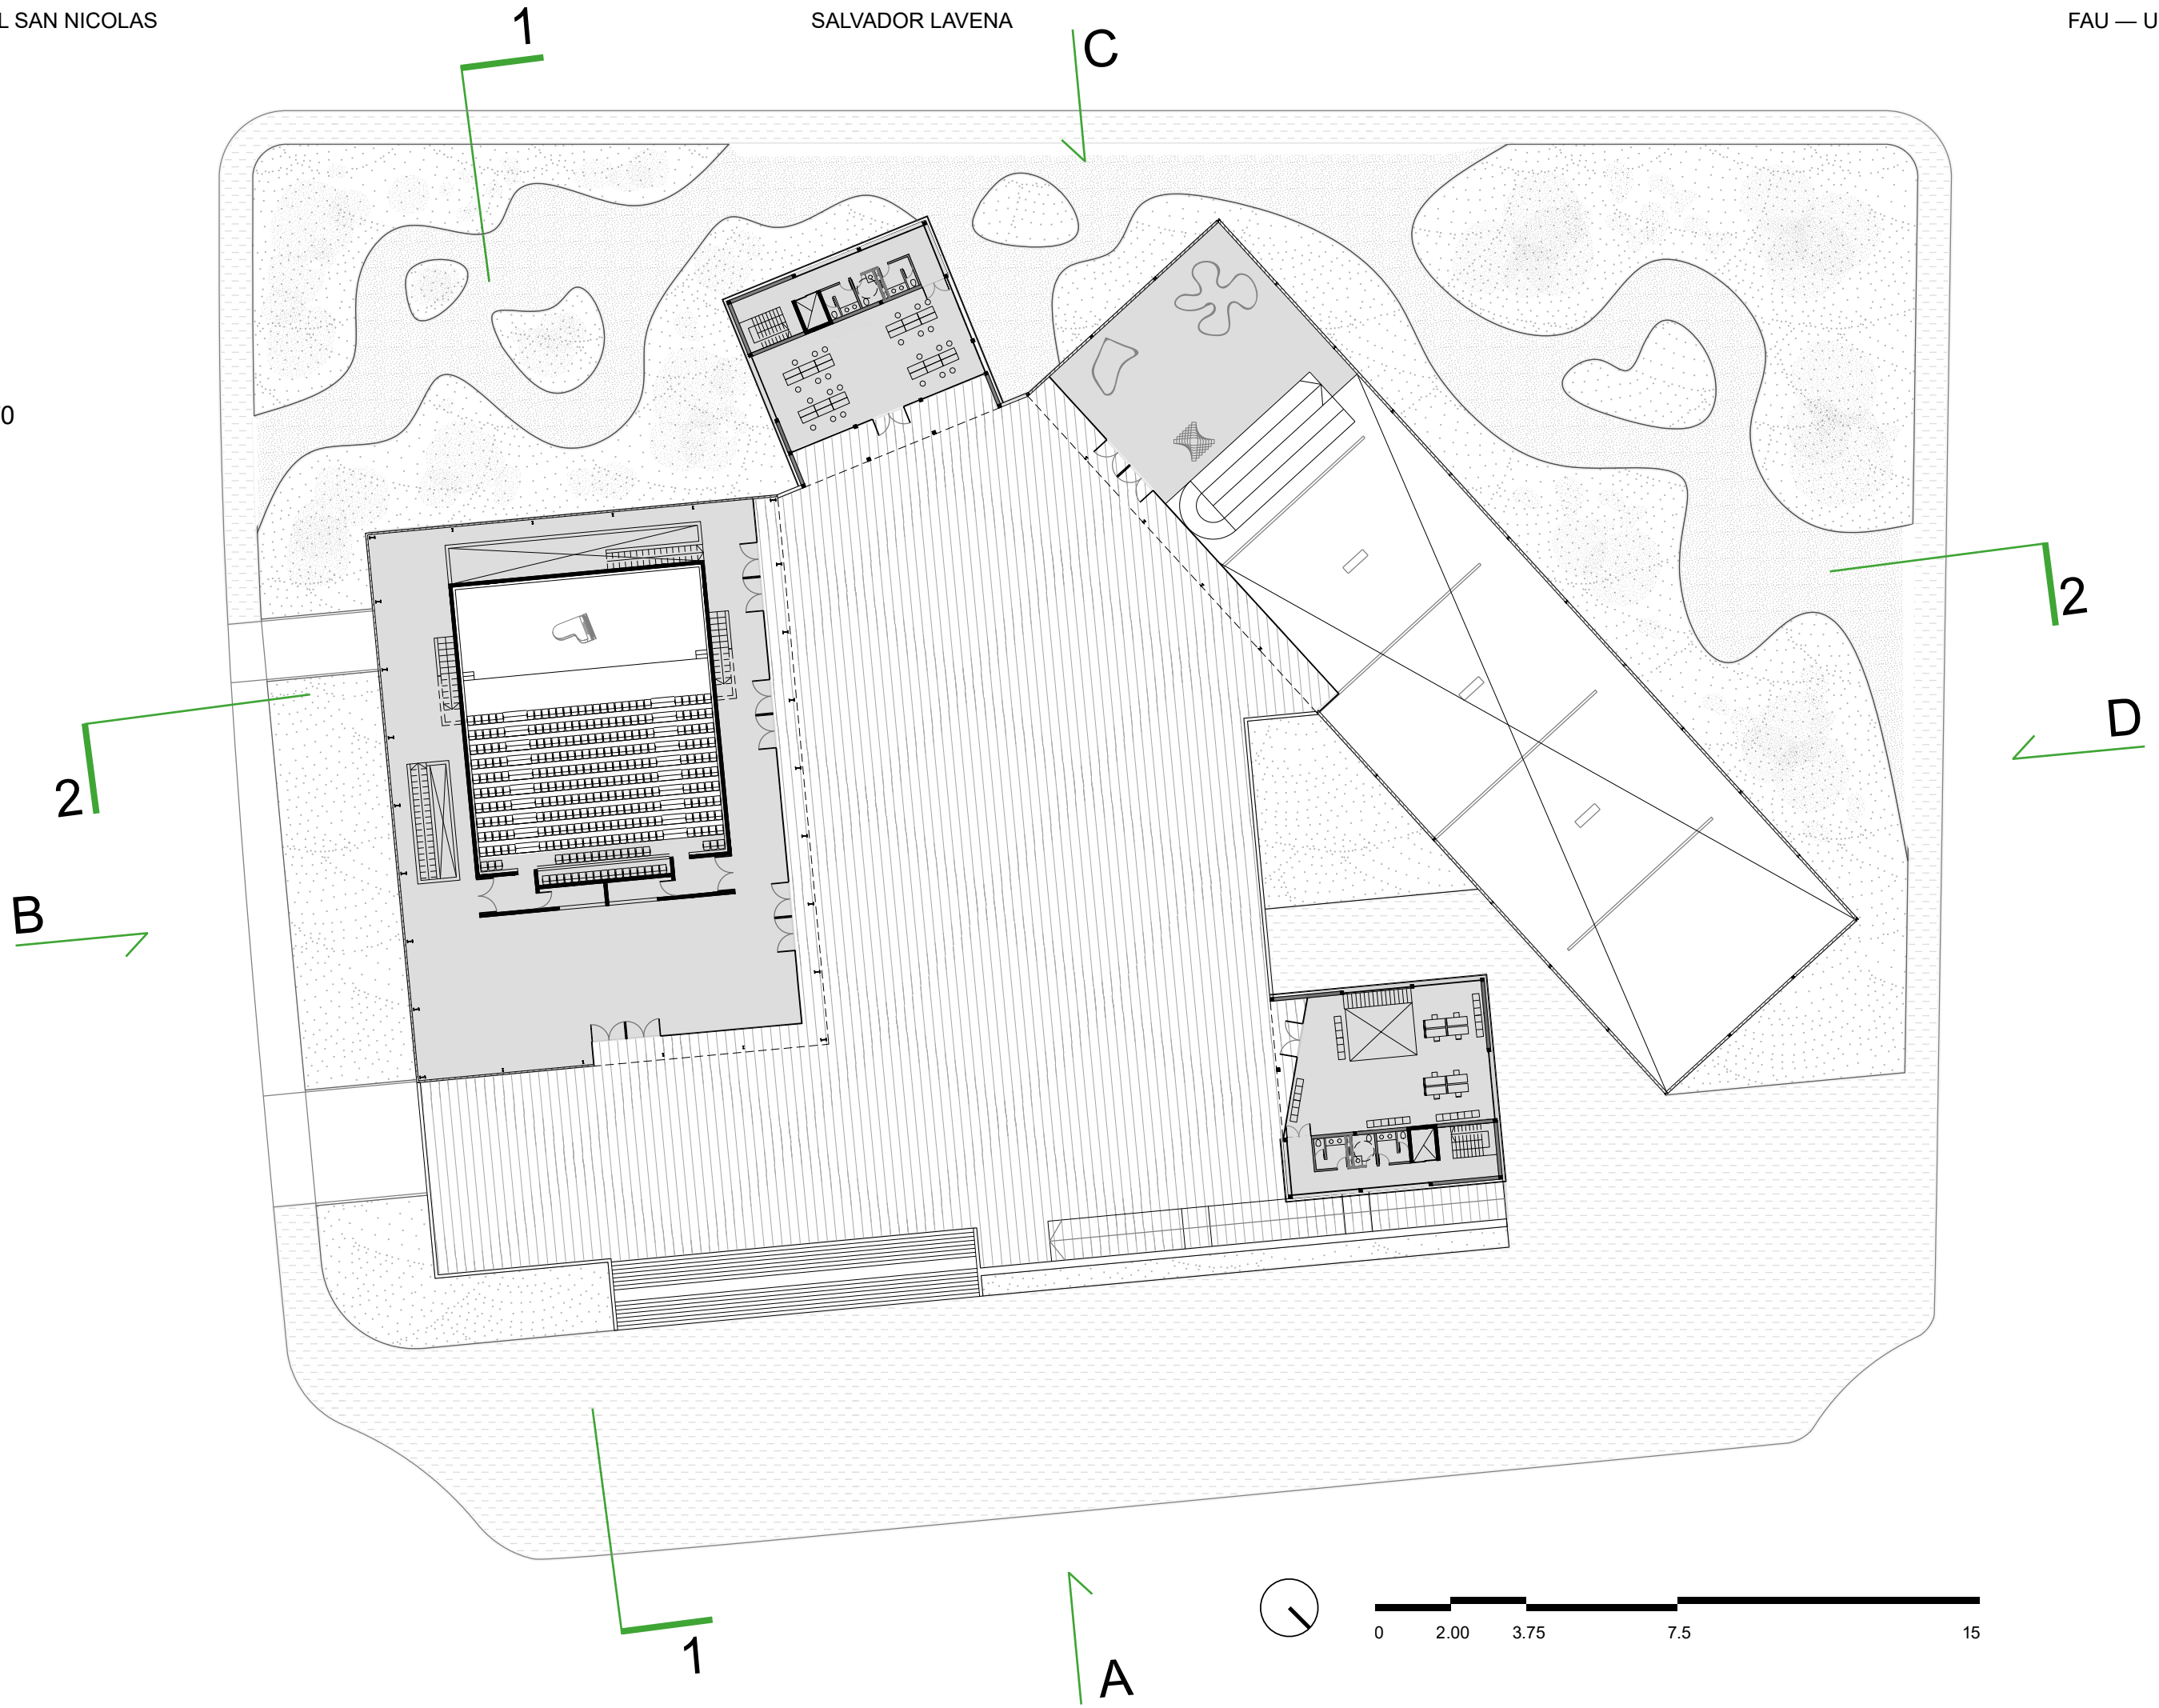 L SAN NICOLAS
SALVADOR LAVENA
FAU — U
1
C
0
2
D
2
B
1
A
0 2.00 3.75 7.5 15